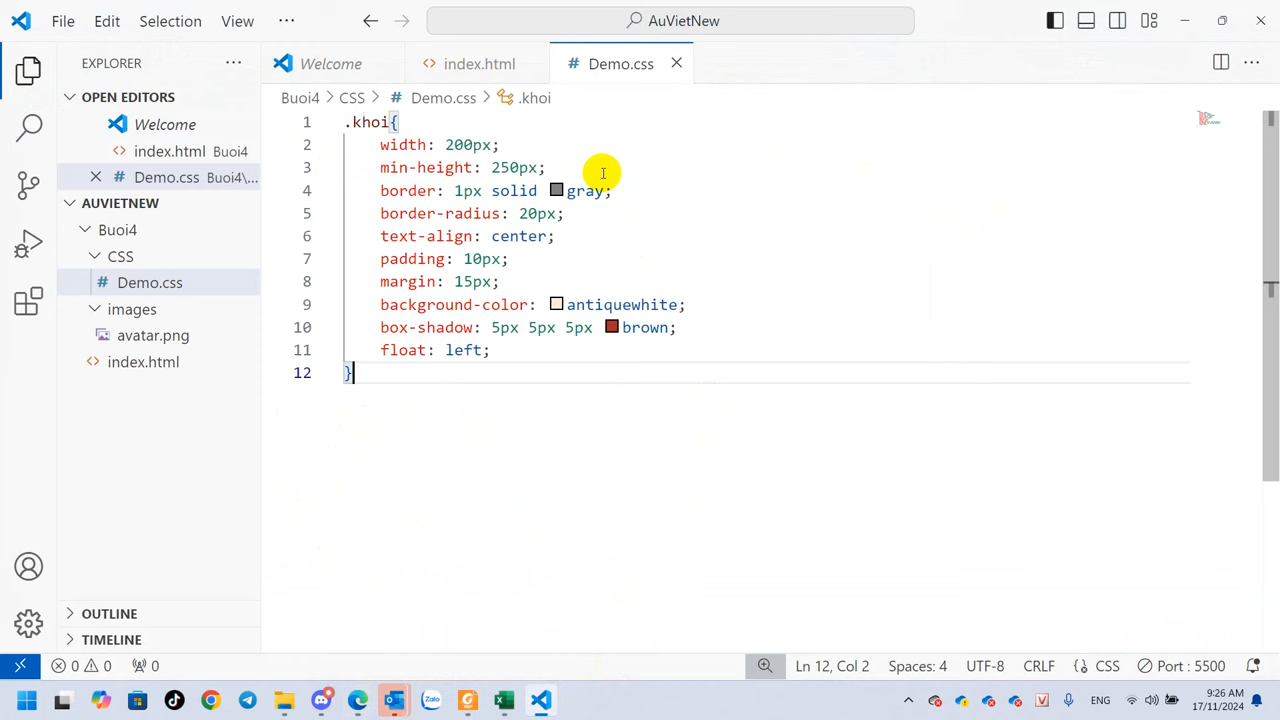 File Edit Selection View ··· AuVietNew
EXPLORER ···
Welcome index.html # Demo.css
OPEN EDITORS
Welcome
index.html Buoi4
Demo.css Buoi4\...
AUVIETNEW
Buoi4
CSS
# Demo.css
images
avatar.png
index.html
OUTLINE
TIMELINE
Buoi4 > CSS > # Demo.css > .khoi
1 .khoi{
2 width: 200px;
3 min-height: 250px;
4 border: 1px solid gray;
5 border-radius: 20px;
6 text-align: center;
7 padding: 10px;
8 margin: 15px;
9 background-color: antiquewhite;
10 box-shadow: 5px 5px 5px brown;
11 float: left;
12 }
0 0 0 Ln 12, Col 2 Spaces: 4 UTF-8 CRLF {} CSS Port : 5500
Zalo ENG 9:26 AM
17/11/2024